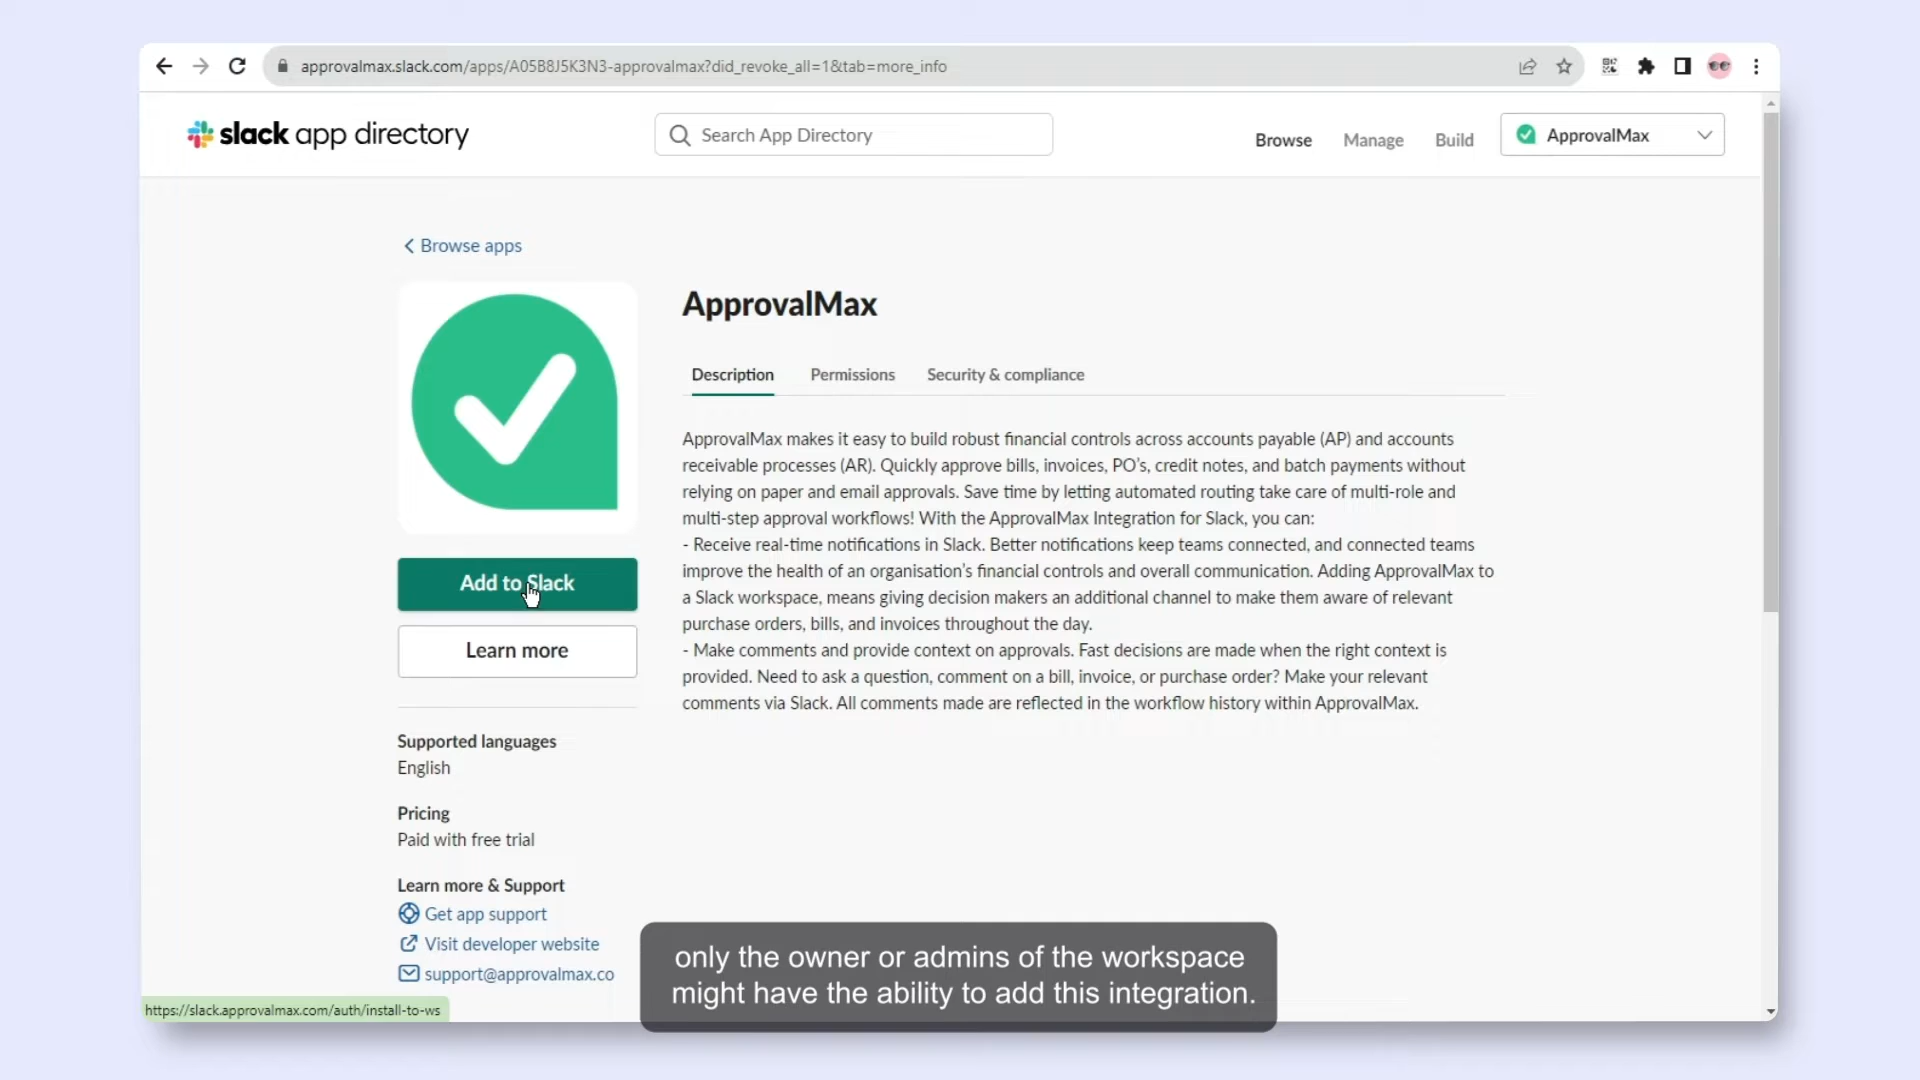 approvalmax.slack.com/apps/A05B8J5K3N3-approvalmax?did_revoke_all=1&tab=more_info
slack app directory
Search App Directory
Browse
Manage
Build
ApprovalMax
Browse apps
ApprovalMax
Description
Permissions
Security & compliance
ApprovalMax makes it easy to build robust financial controls across accounts payable (AP) and accounts
receivable processes (AR). Quickly approve bills, invoices, PO's, credit notes, and batch payments without
relying on paper and email approvals. Save time by letting automated routing take care of multi-role and
multi-step approval workflows! With the ApprovalMax Integration for Slack, you can:
- Receive real-time notifications in Slack. Better notifications keep teams connected, and connected teams
improve the health of an organisation's financial controls and overall communication. Adding ApprovalMax to
a Slack workspace, means giving decision makers an additional channel to make them aware of relevant
purchase orders, bills, and invoices throughout the day.
- Make comments and provide context on approvals. Fast decisions are made when the right context is
provided. Need to ask a question, comment on a bill, invoice, or purchase order? Make your relevant
comments via Slack. All comments made are reflected in the workflow history within ApprovalMax.
Add to Slack
Learn more
Supported languages
English
Pricing
Paid with free trial
Learn more & Support
Get app support
Visit developer website
support@approvalmax.co
https://slack.approvalmax.com/auth/install-to-ws
only the owner or admins of the workspace
might have the ability to add this integration.